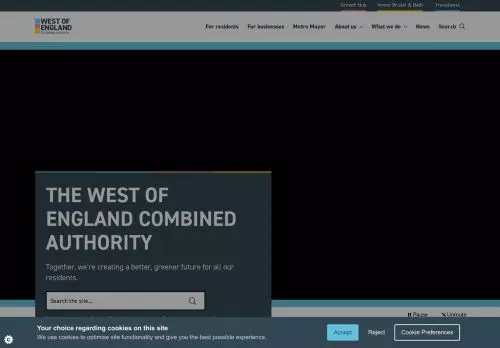 Growth Hub Invest Bristol & Bath Travelwest
WEST OF
ENGLAND
Combined Authority
For residents For businesses Metro Mayor About us What we do News Search
THE WEST OF
ENGLAND COMBINED
AUTHORITY
Together, we're creating a better, greener future for all our
residents.
Search the site...
Pause Unmute
Your choice regarding cookies on this site
We use cookies to optimise site functionality and give you the best possible experience.
Accept Reject Cookie Preferences